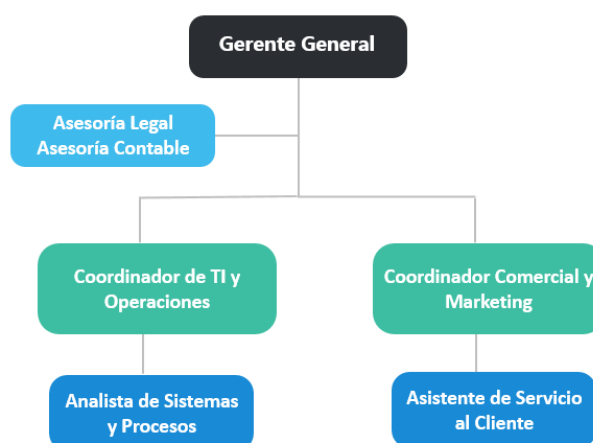 Gerente General
Asesoría Legal
Asesoría Contable
Coordinador de TI y
Operaciones
Coordinador Comercial y
Marketing
Analista de Sistemas
y Procesos
Asistente de Servicio
al Cliente